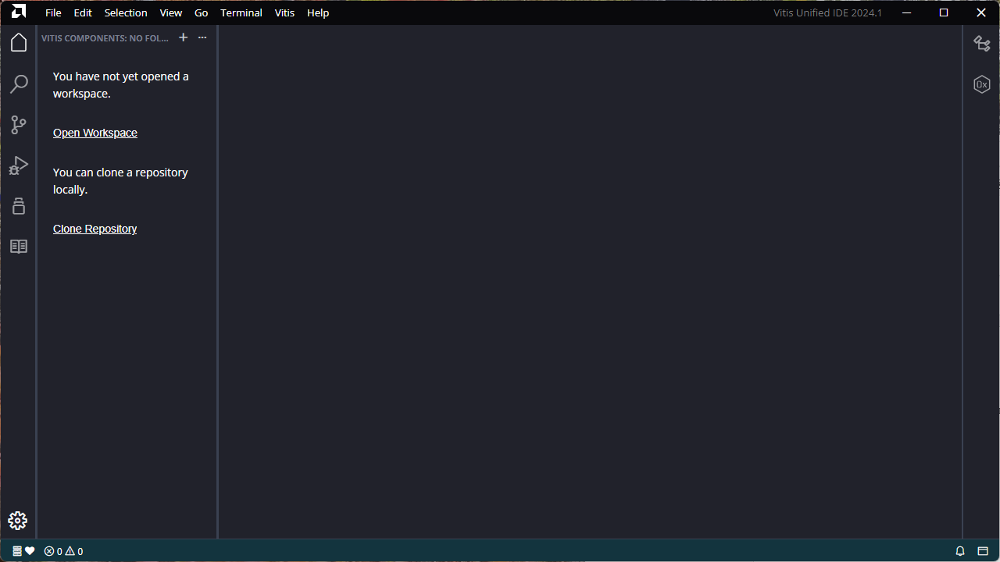 File Edit Selection View Go Terminal Vitis Help
Vitis Unified IDE 2024.1
VITIS COMPONENTS: NO FOL...
You have not yet opened a
workspace.
Open Workspace
You can clone a repository
locally.
Clone Repository
0x
0 0